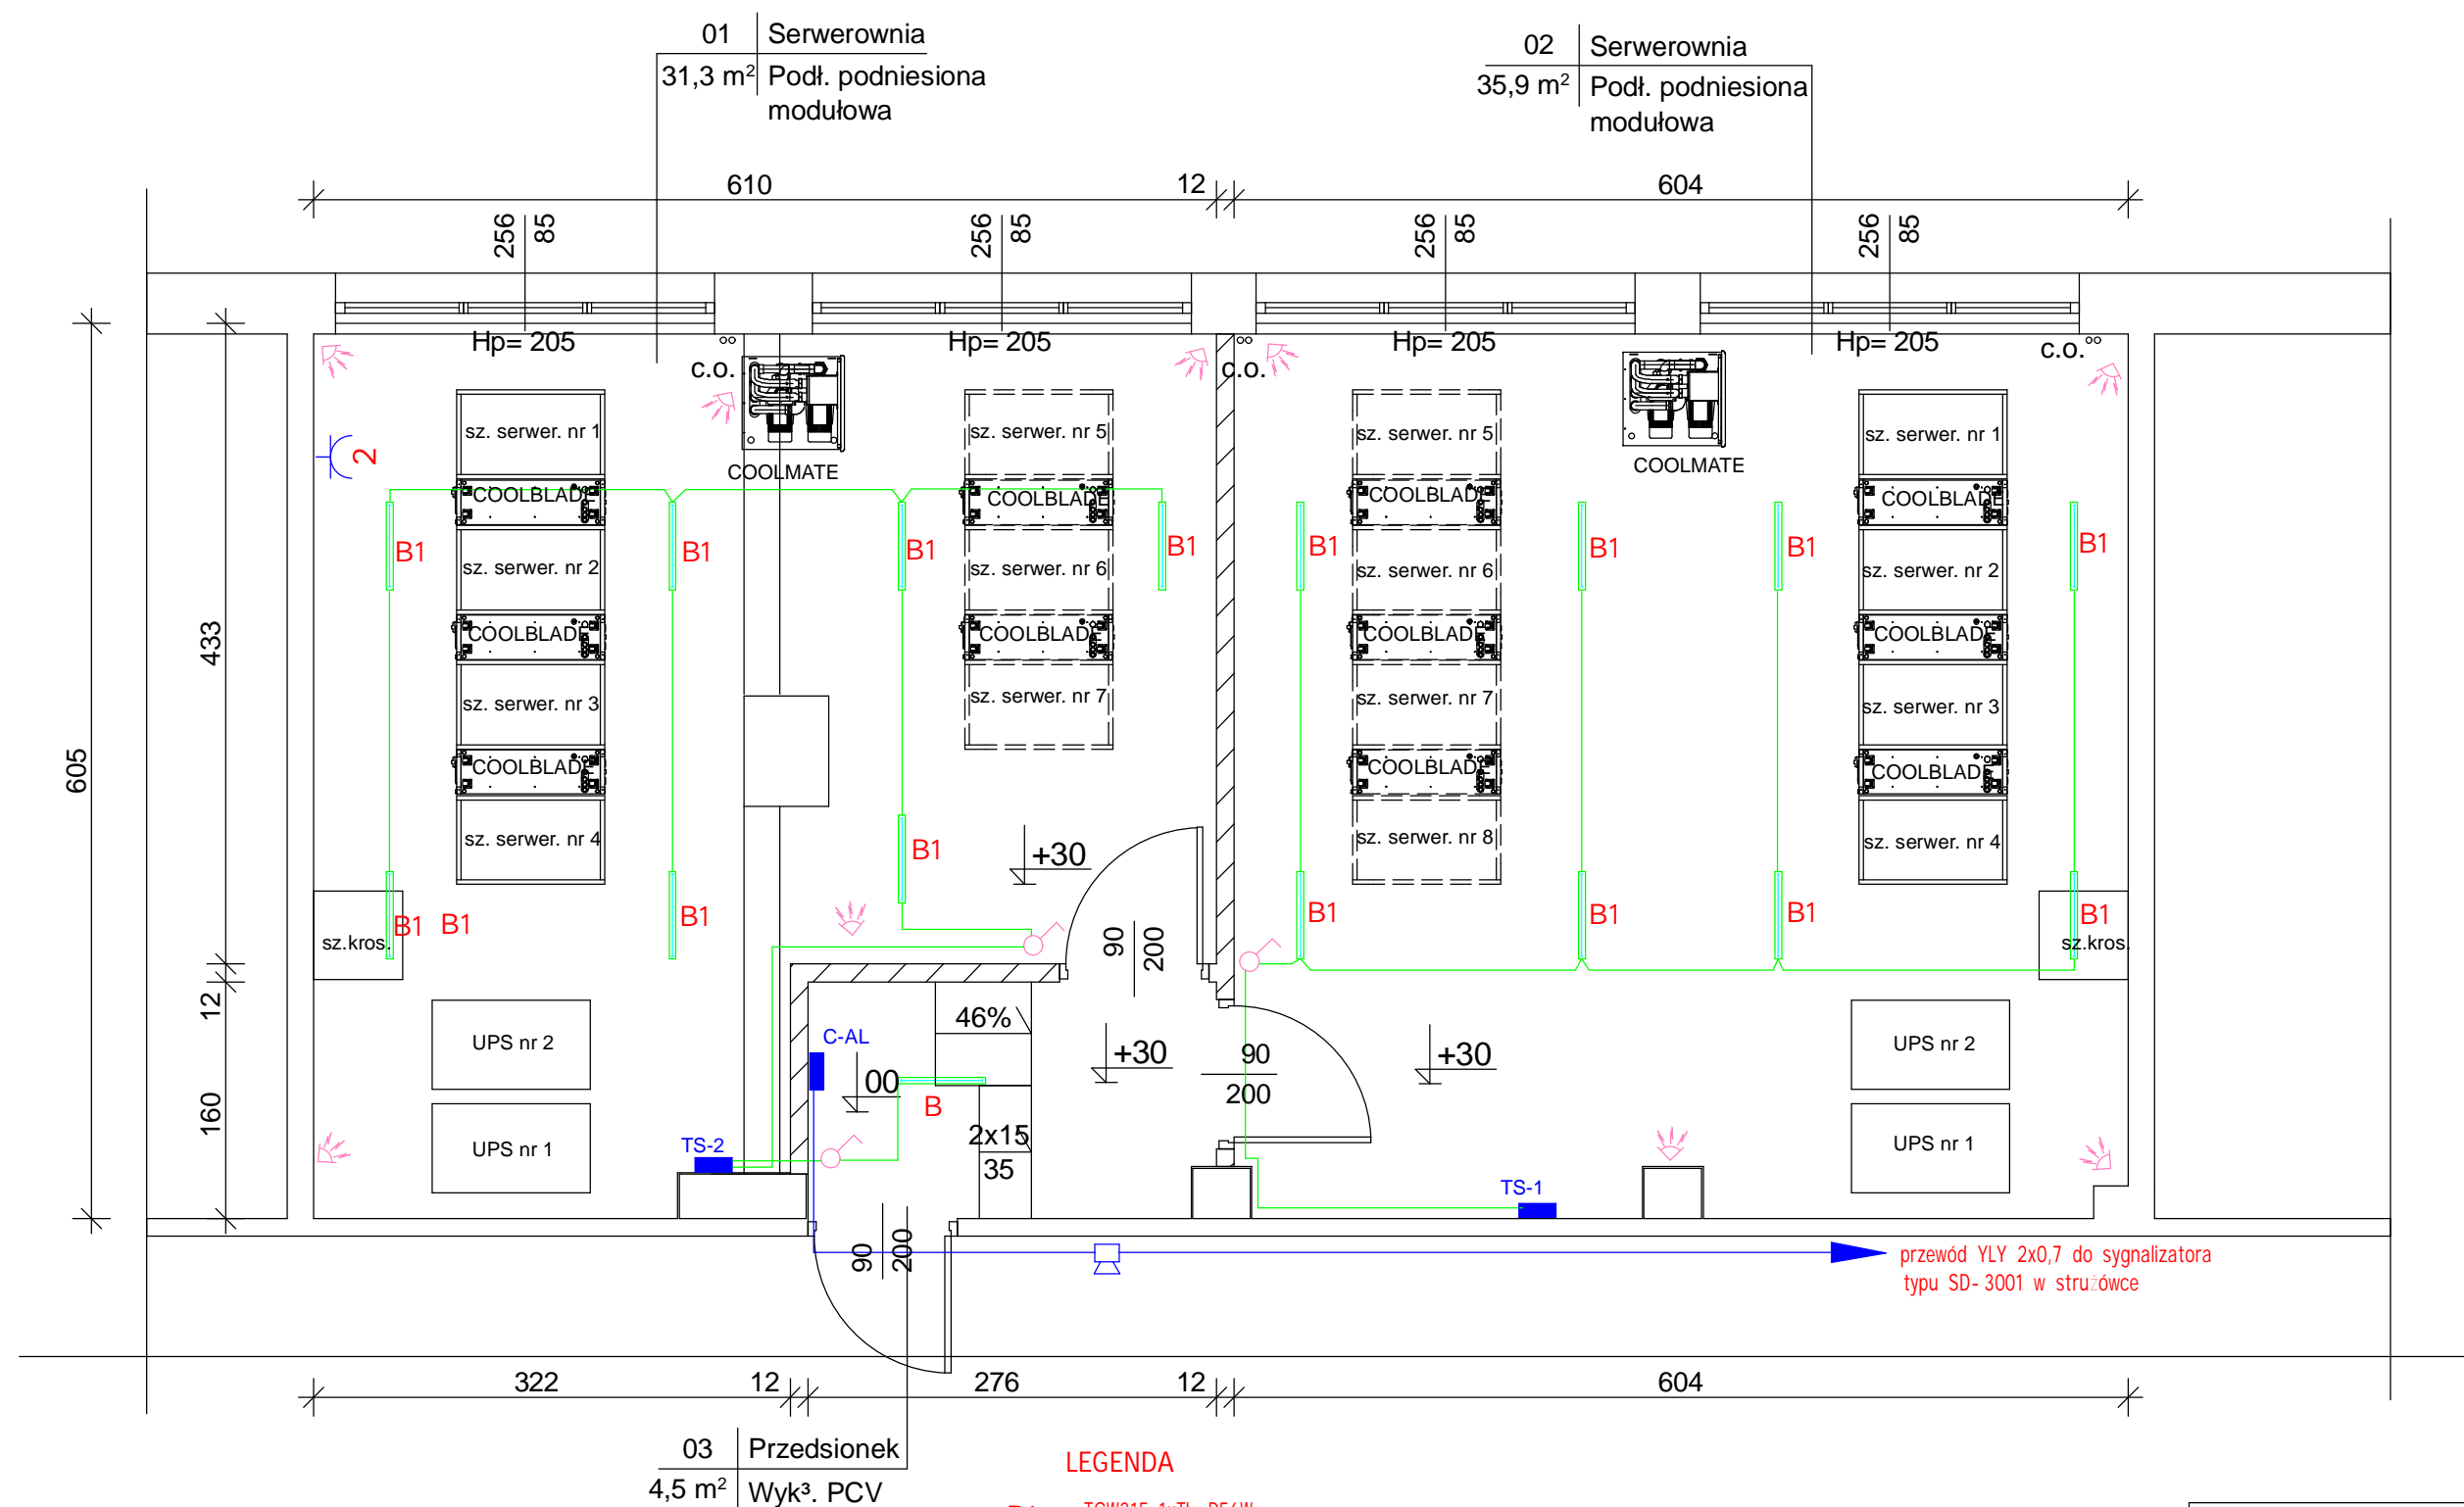 01 Serwerownia
31,3 m² Podł. podniesiona
modułowa
02 Serwerownia
35,9 m² Podł. podniesiona
modułowa
610 12 604
256 85 256 85 256 85 256 85
Hp= 205 Hp= 205 Hp= 205 Hp= 205
c.o. c.o. c.o.
COOLMATE COOLMATE
2
sz. serwer. nr 1 sz. serwer. nr 5 sz. serwer. nr 5 sz. serwer. nr 1
COOLBLADE COOLBLADE COOLBLADE COOLBLADE
B1 B1 B1 B1 B1 B1 B1 B1
sz. serwer. nr 2 sz. serwer. nr 6 sz. serwer. nr 6 sz. serwer. nr 2
COOLBLADE COOLBLADE COOLBLADE COOLBLADE
433
sz. serwer. nr 3 sz. serwer. nr 7 sz. serwer. nr 7 sz. serwer. nr 3
605
COOLBLADE COOLBLADE COOLBLADE
sz. serwer. nr 4 sz. serwer. nr 8 sz. serwer. nr 4
B1 +30
B1 B1 B1 B1 B1 B1 B1
sz.kros. sz.kros.
90 200
12
46%
UPS nr 2 C-AL +30 90 +30 UPS nr 2
00 200
160
B
UPS nr 1 TS-2 2x15 UPS nr 1
35
TS-1
90 200
przewód YLY 2x0,7 do sygnalizatora
typu SD-3001 w strużówce
322 12 276 12 604
03 Przedsionek
4,5 m² Wyk³. PCV
LEGENDA